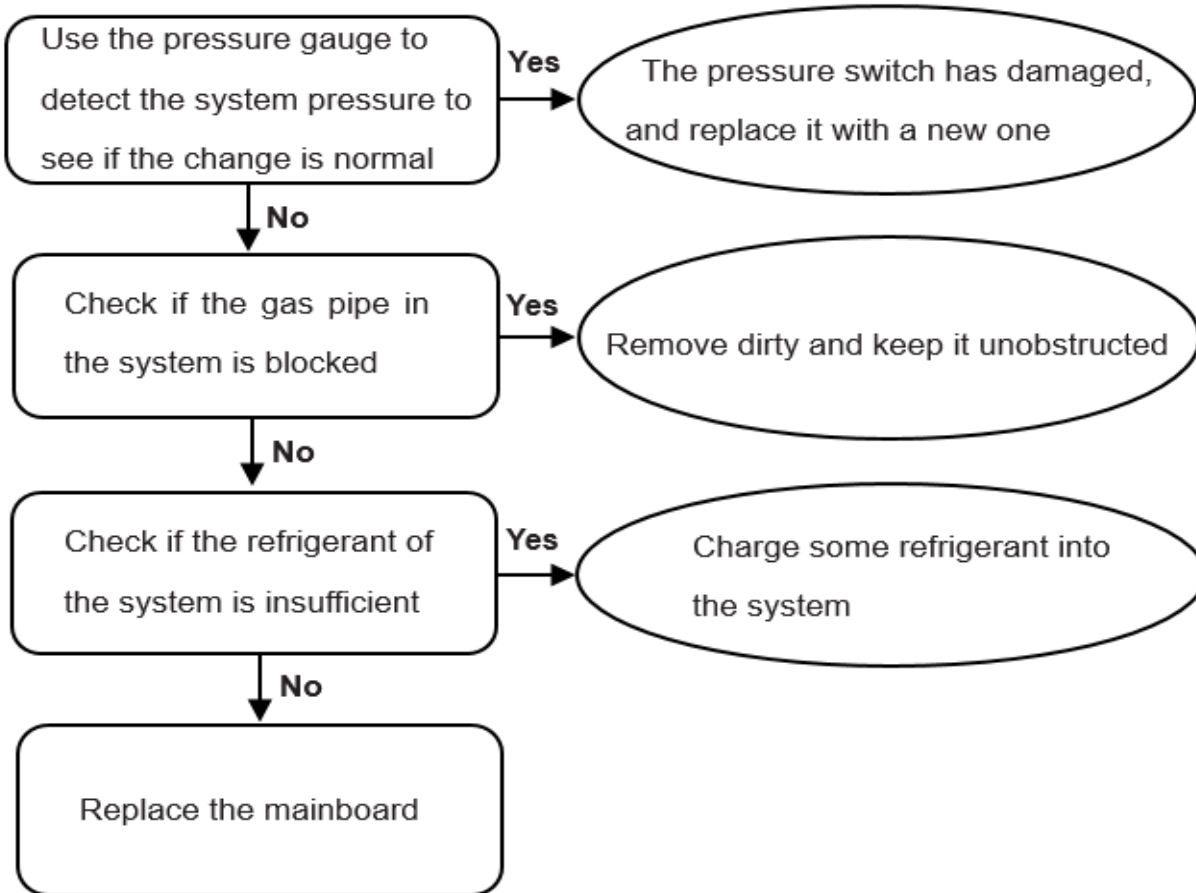 Use the pressure gauge to
detect the system pressure to
see if the change is normal
Yes
The pressure switch has damaged,
and replace it with a new one
No
Check if the gas pipe in
the system is blocked
Yes
Remove dirty and keep it unobstructed
No
Check if the refrigerant of
the system is insufficient
Yes
Charge some refrigerant into
the system
No
Replace the mainboard